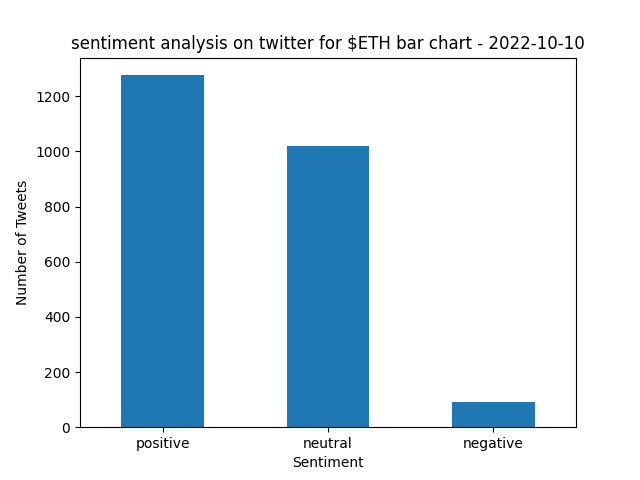 sentiment analysis on twitter for $ETH bar chart - 2022-10-10
Number of Tweets
1200
1000
800
600
400
200
0
positive
neutral
negative
Sentiment